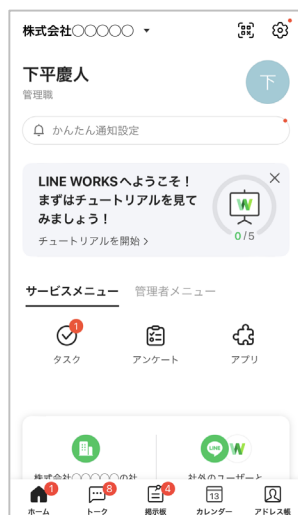 株式会社○○○○○
下平慶人
管理職
下
かんたん通知設定
LINE WORKSへようこそ！
まずはチュートリアルを見て
みましょう！
チュートリアルを開始 >
W
0/5
サービスメニュー 管理者メニュー
1
タスク アンケート アプリ
LINE W
株式会社○○○○○の社 社外のユーザーと
1 8 4 13
ホーム トーク 掲示板 カレンダー アドレス帳